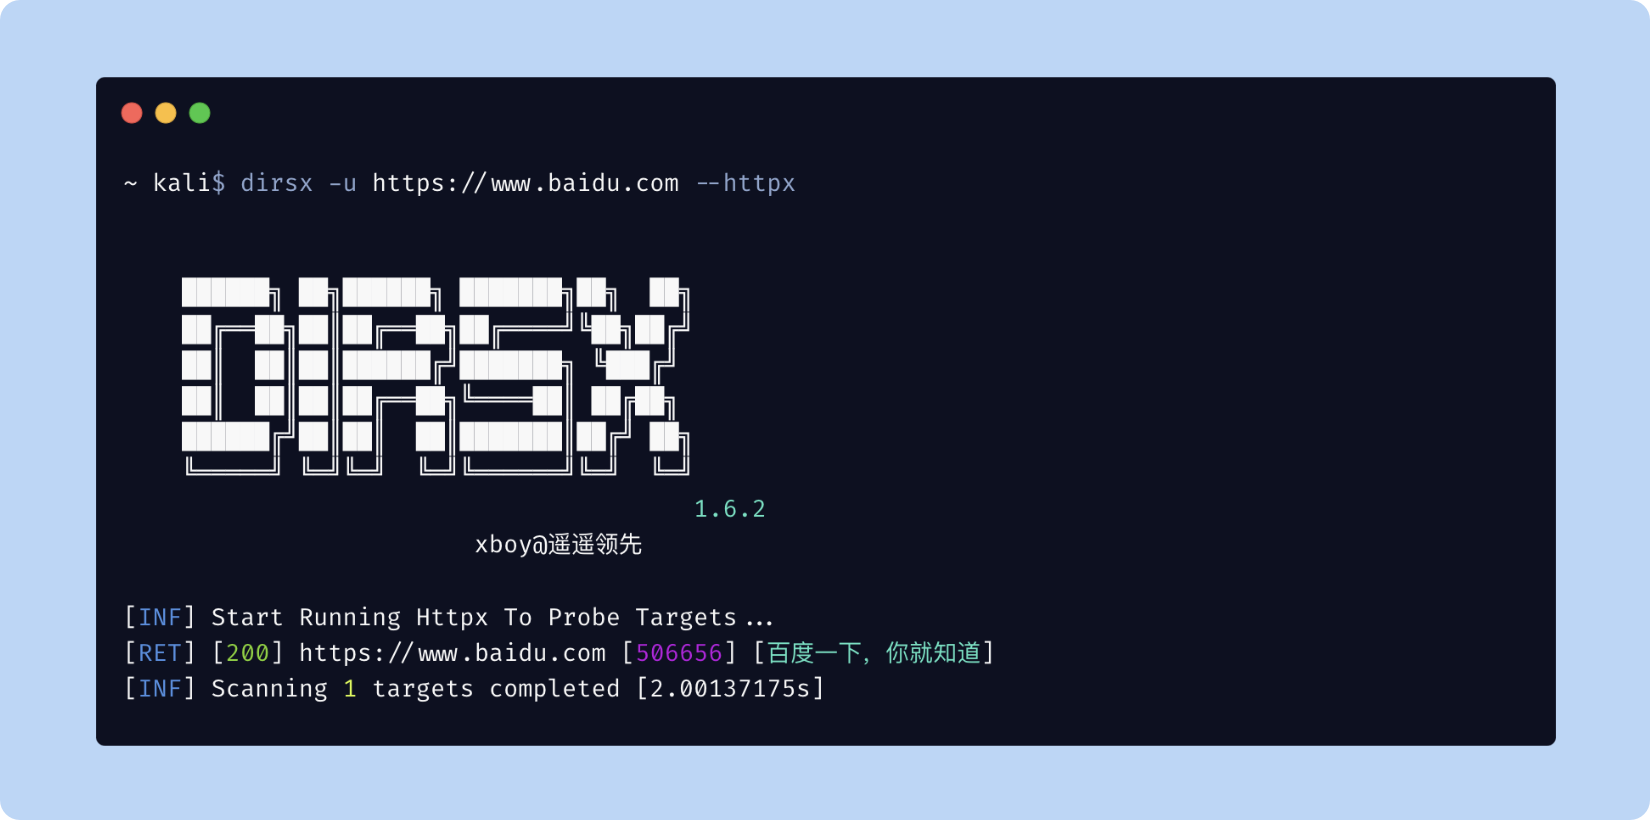 ~ kali$ dirsx -u https://www.baidu.com --httpx
DIRSX
1.6.2
xboy@遥遥领先
[INF] Start Running Httpx To Probe Targets...
[RET] [200] https://www.baidu.com [506656] [百度一下，你就知道]
[INF] Scanning 1 targets completed [2.00137175s]